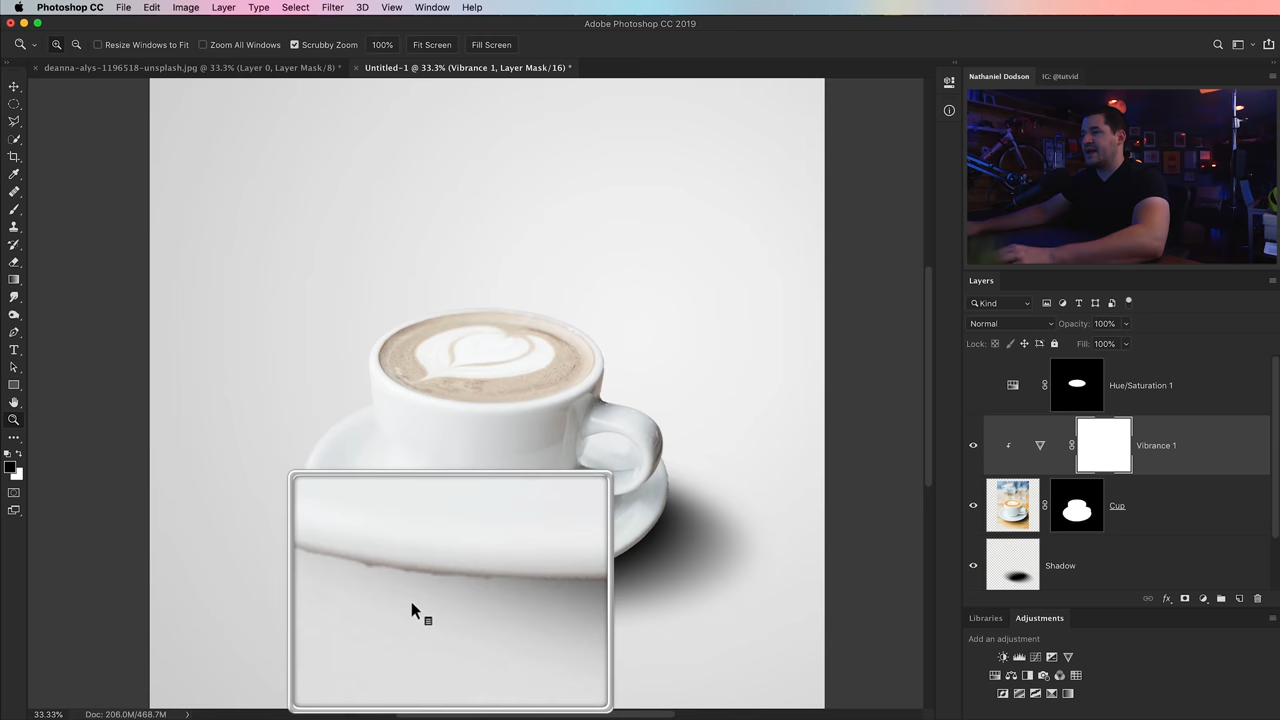 Photoshop CC File Edit Image Layer Type Select Filter 3D View Window Help
Adobe Photoshop CC 2019
Resize Windows to Fit Zoom All Windows Scrubby Zoom 100% Fit Screen Fill Screen
× deanna-alys-1196518-unsplash.jpg @ 33.3% (Layer 0, Layer Mask/8) * × Untitled-1 @ 33.3% (Vibrance 1, Layer Mask/16) *
Nathaniel Dodson IG: @tutvid
Layers
Kind
Normal Opacity: 100%
Lock: Fill: 100%
Hue/Saturation 1
Vibrance 1
Cup
Shadow
fx
Libraries Adjustments
Add an adjustment
33.33% Doc: 206.0M/468.7M